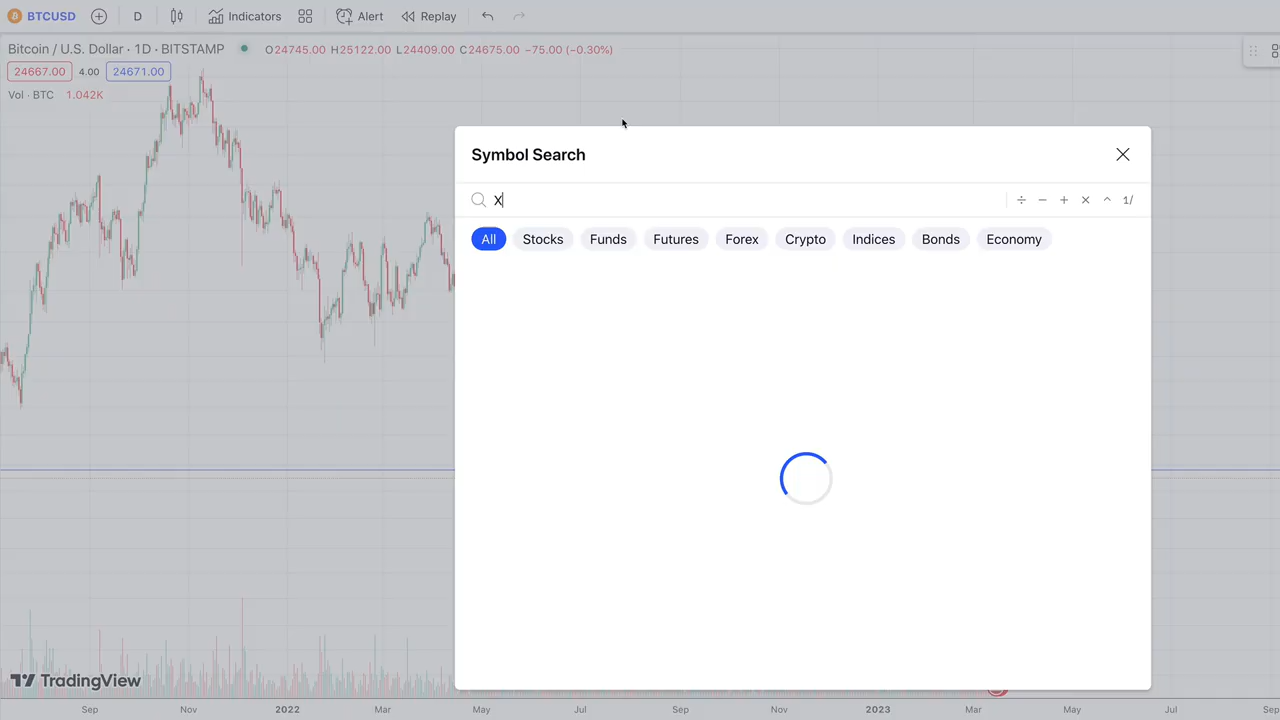 BTCUSD D Indicators Alert Replay
Bitcoin / U.S. Dollar · 1D · BITSTAMP O24745.00 H25122.00 L24409.00 C24675.00 −75.00 (−0.30%)
24667.00 4.00 24671.00
Vol · BTC 1.042K
Symbol Search
X ÷ − + × ^ 1/
All Stocks Funds Futures Forex Crypto Indices Bonds Economy
TradingView
Sep Nov 2022 Mar May Jul Sep Nov 2023 Mar May Jul Sep